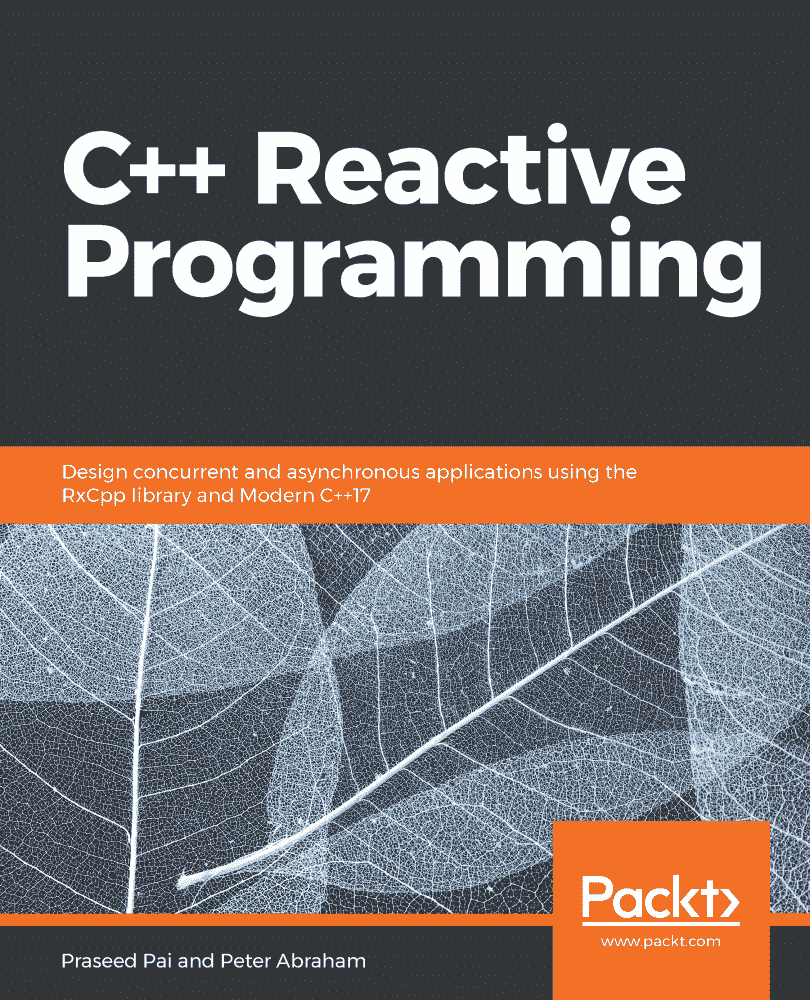 C++ Reactive
Programming
Design concurrent and asynchronous applications using the
RxCpp library and Modern C++17
Packt>
www.packt.com
Praseed Pai and Peter Abraham